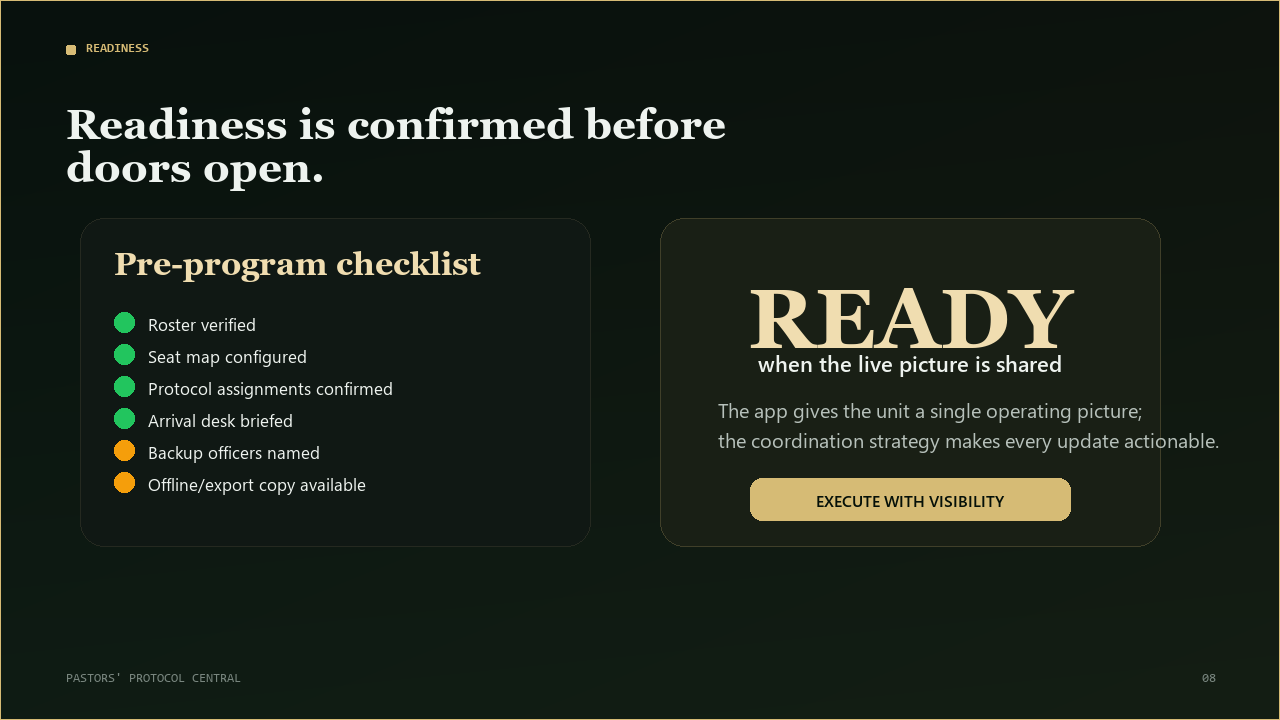 READINESS
Readiness is confirmed before
doors open.
Pre-program checklist
Roster verified
Seat map configured
Protocol assignments confirmed
Arrival desk briefed
Backup officers named
Offline/export copy available
READY
when the live picture is shared
The app gives the unit a single operating picture;
the coordination strategy makes every update actionable.
EXECUTE WITH VISIBILITY
PASTORS' PROTOCOL CENTRAL
08